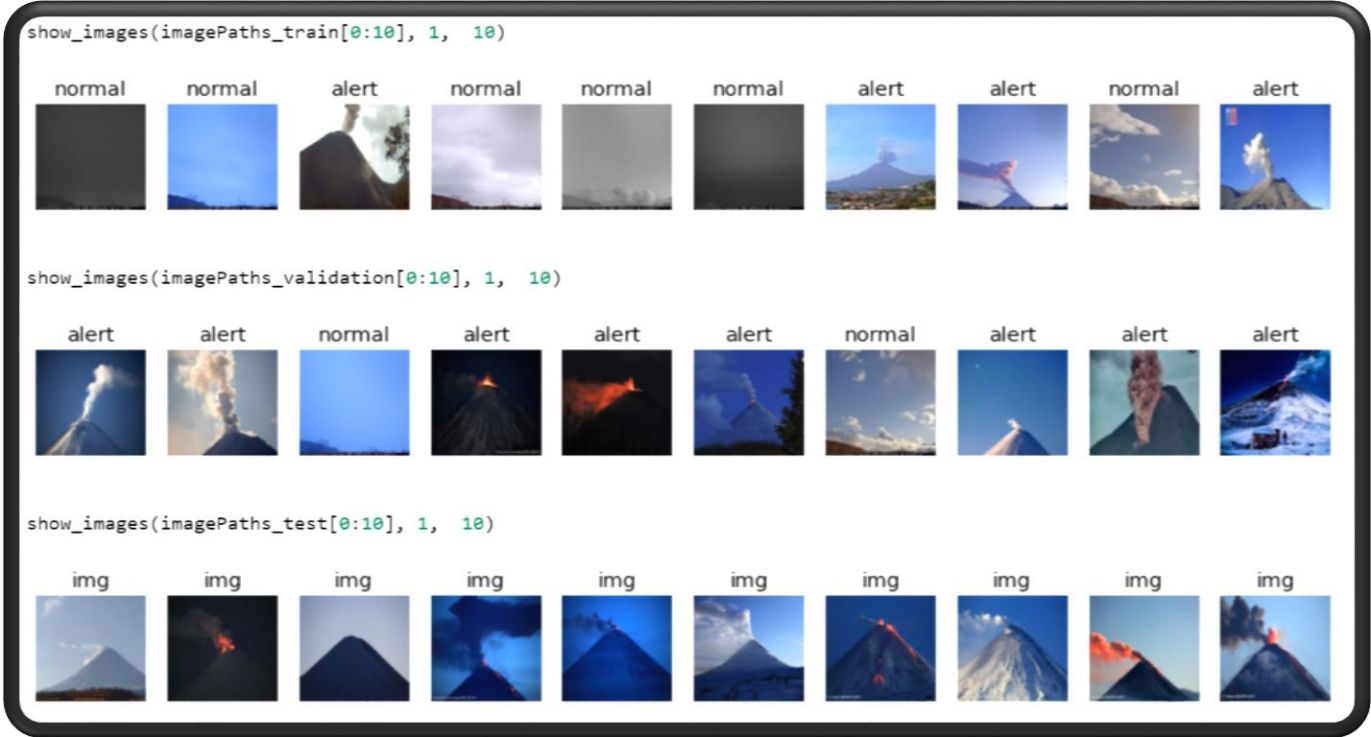 show_images(imagePaths_train[0:10], 1,  10)
normal normal alert normal normal normal alert alert normal alert
show_images(imagePaths_validation[0:10], 1,  10)
alert alert normal alert alert alert normal alert alert alert
show_images(imagePaths_test[0:10], 1,  10)
img img img img img img img img img img